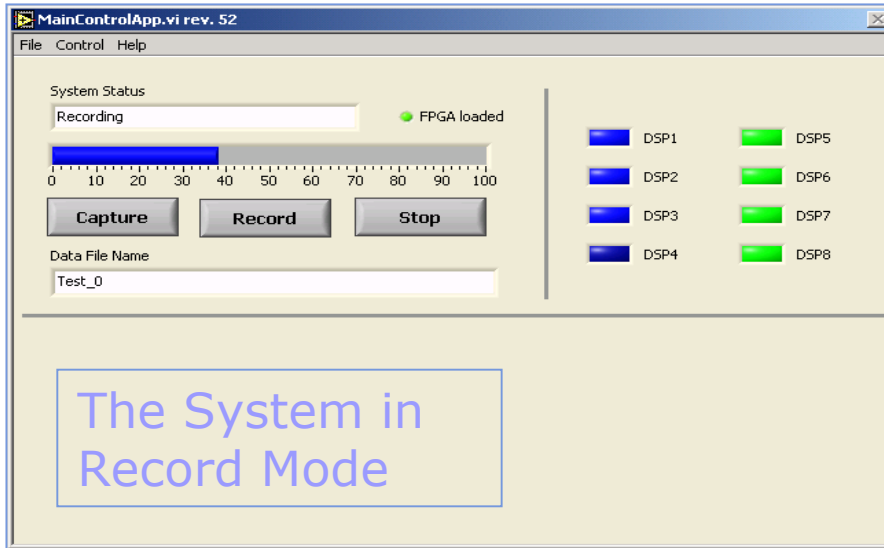 MainControlApp.vi rev. 52
File Control Help
System Status
Recording
FPGA loaded
0 10 20 30 40 50 60 70 80 90 100
Capture Record Stop
Data File Name
Test_0
DSP1 DSP5
DSP2 DSP6
DSP3 DSP7
DSP4 DSP8
The System in
Record Mode